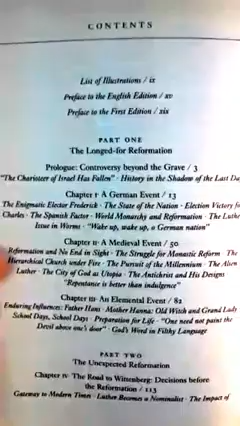 CONTENTS
List of Illustrations / ix
Preface to the English Edition / xv
Preface to the First Edition / xix
PART ONE
The Longed-for Reformation
Prologue: Controversy beyond the Grave / 3
"The Charioteer of Israel Has Fallen" · History in the Shadow of the Last Da
Chapter I· A German Event / 13
The Enigmatic Elector Frederick · The State of the Nation · Election Victory f
Charles · The Spanish Factor · World Monarchy and Reformation · The Luthe
Issue in Worms · "Wake up, wake up, a German nation"
Chapter II· A Medieval Event / 50
Reformation and No End in Sight · The Struggle for Monastic Reform · The
Hierarchical Church under Fire · The Pursuit of the Millennium · The Alien
Luther · The City of God as Utopia · The Antichrist and His Designs
"Repentance is better than indulgence"
Chapter III· An Elemental Event / 82
Enduring Influences: Father Hans · Mother Hanna: Old Witch and Grand Lady
School Days, School Days · Preparation for Life · "One need not paint the
Devil above one's door" · God's Word in Filthy Language
PART TWO
The Unexpected Reformation
Chapter IV· The Road to Wittenberg: Decisions before
the Reformation / 113
Gateway to Modern Times · Luther Becomes a Nominalist · The Impact of